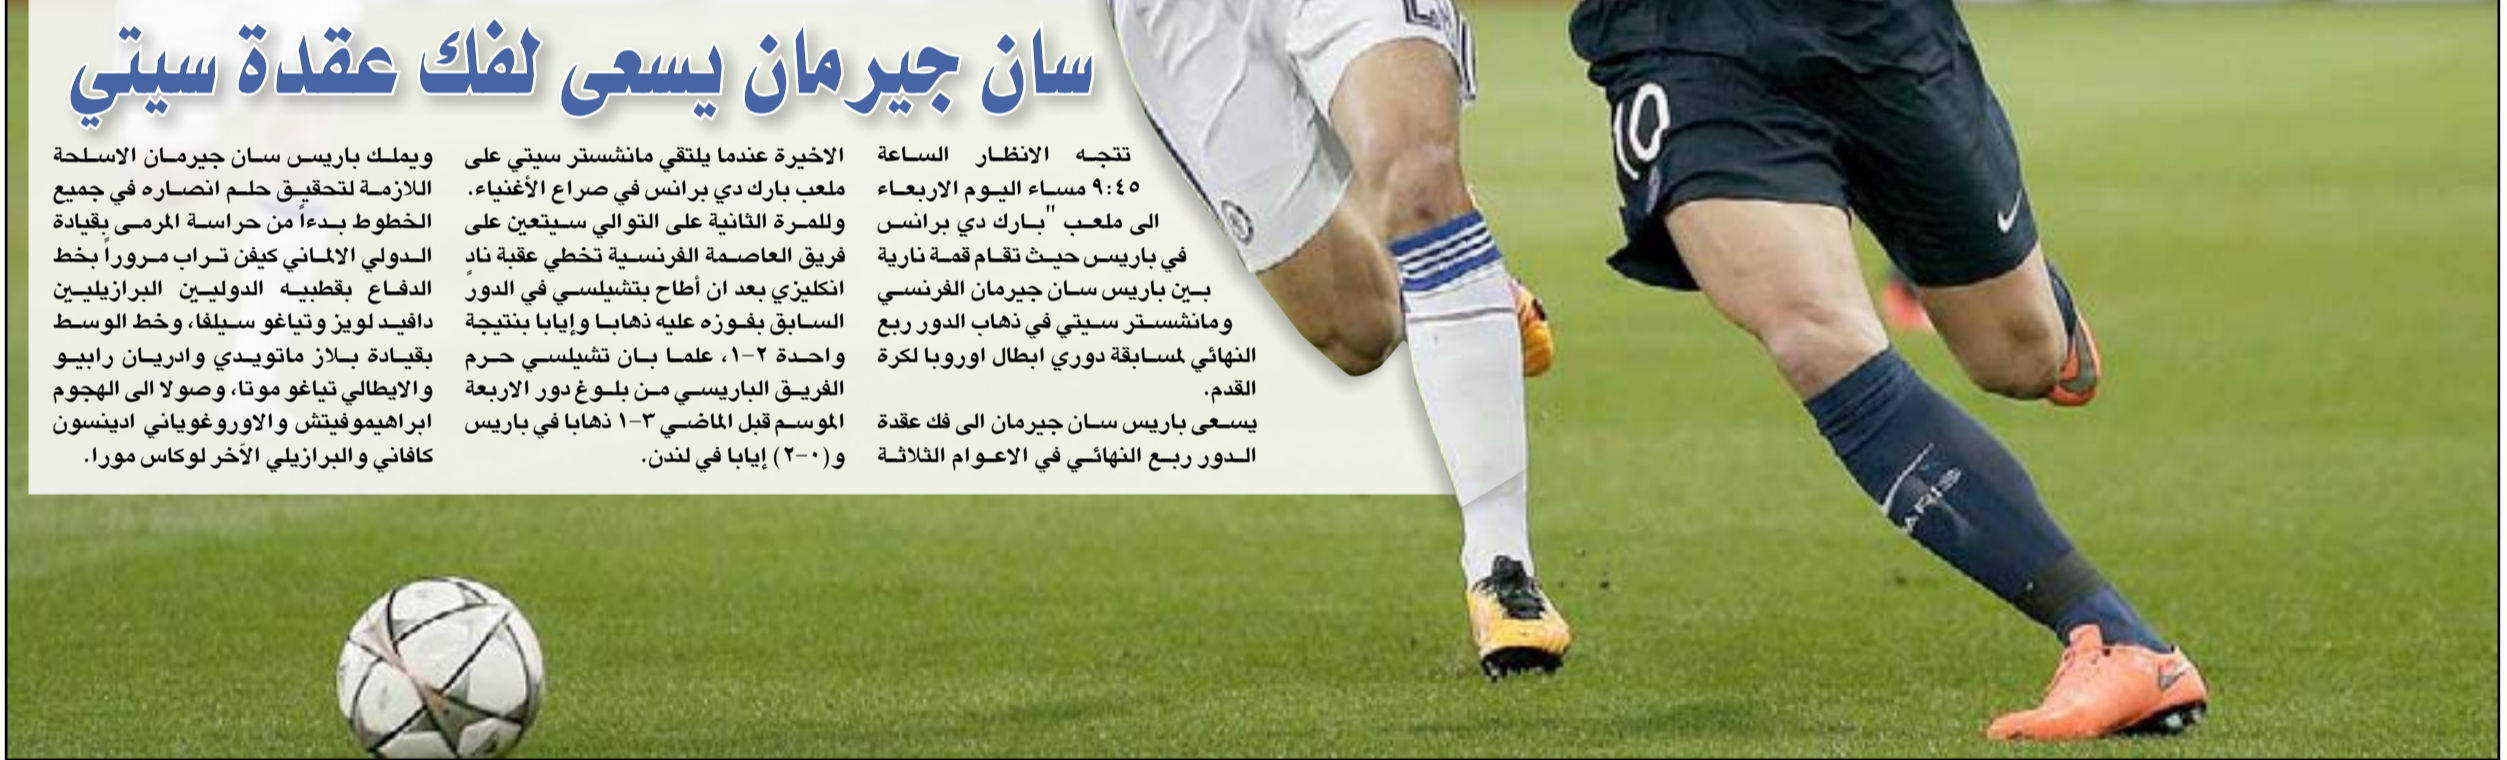 سان جيرمان يسعى لفك عقدة سيتي
تتجه الانظار الساعة
٩:٤٥ مساء اليوم الاربعاء
الى ملعب "بارك دي برانس
في باريس حيث تقام قمة نارية
بين باريس سان جيرمان الفرنسي
ومانشستر سيتي في ذهاب الدور ربع
النهائي لمسابقة دوري ابطال اوروبا لكرة
القدم.
يسعى باريس سان جيرمان الى فك عقدة
الدور ربع النهائي في الاعوام الثلاثة
الاخيرة عندما يلتقي مانشستر سيتي على
ملعب بارك دي برانس في صراع الأغنياء.
وللمرة الثانية على التوالي سيتعين على
فريق العاصمة الفرنسية تخطي عقبة نادٍ
انكليزي بعد ان أطاح بتشيلسي في الدور
السابق بفوزه عليه ذهابا وإيابا بنتيجة
واحدة ٢-١، علما بان تشيلسي حرم
الفريق الباريسي من بلوغ دور الاربعة
الموسم قبل الماضي ٣-١ ذهابا في باريس
و(٠-٢) إيابا في لندن.
ويملك باريس سان جيرمان الاسلحة
اللازمة لتحقيق حلم انصاره في جميع
الخطوط بدءاً من حراسة المرمى بقيادة
الدولي الالماني كيفن تراب مروراً بخط
الدفاع بقطبيه الدوليين البرازيليين
دافيد لويز وتياغو سيلفا، وخط الوسط
بقيادة بلاز ماتويدي وادريان رابيو
والايطالي تياغو موتا، وصولا الى الهجوم
ابراهيموفيتش والاوروغوياني ادينسون
كافاني والبرازيلي الآخر لوكاس مورا.
10
ARIS